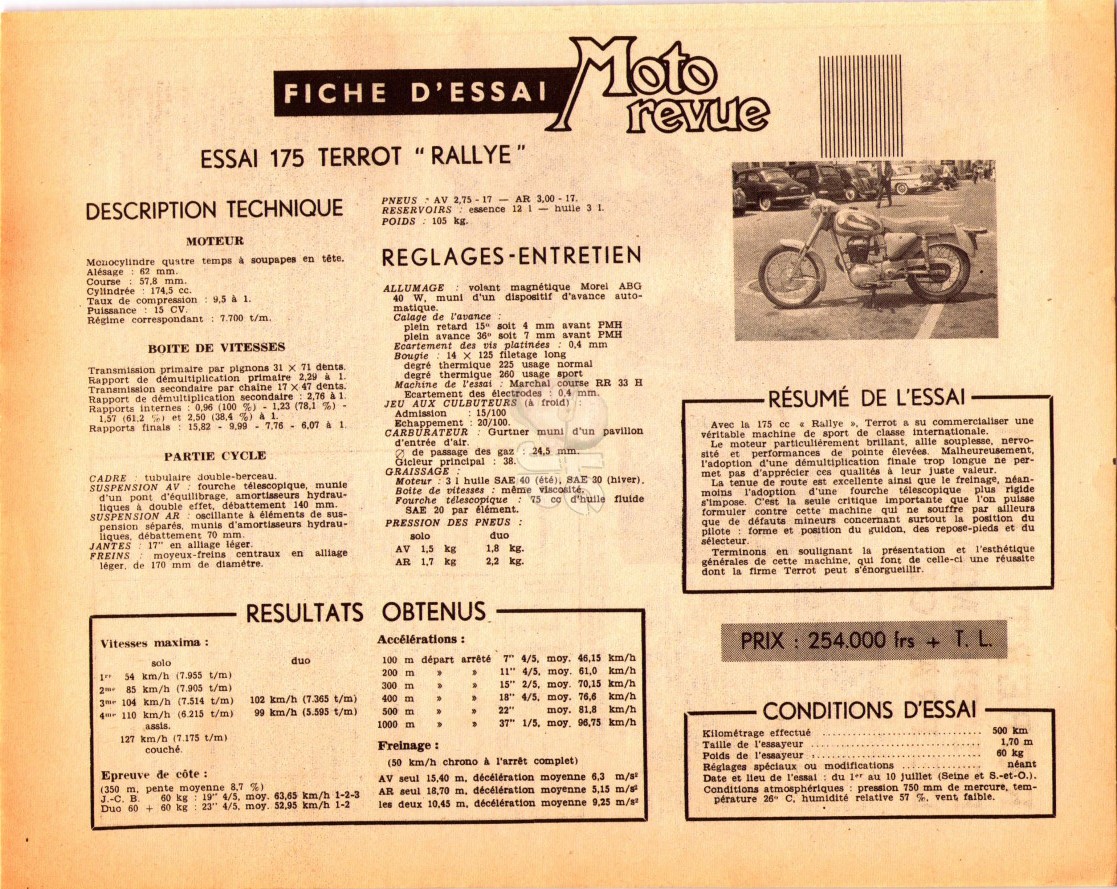 FICHE D'ESSAI
Moto
revue
ESSAI 175 TERROT " RALLYE "
DESCRIPTION TECHNIQUE
MOTEUR
Monocylindre quatre temps à soupapes en tête.
Alésage : 62 mm.
Course : 57,8 mm.
Cylindrée : 174,5 cc.
Taux de compression : 9,5 à 1.
Puissance : 15 CV.
Régime correspondant : 7.700 t/m.
BOITE DE VITESSES
Transmission primaire par pignons 31 × 71 dents.
Rapport de démultiplication primaire 2,29 à 1.
Transmission secondaire par chaîne 17 × 47 dents.
Rapport de démultiplication secondaire : 2,76 à 1.
Rapports internes : 0,96 (100 %) - 1,23 (78,1 %) -
1,57 (61,2 %) et 2,50 (38,4 %) à 1.
Rapports finals : 15,82 - 9,99 - 7,76 - 6,07 à 1.
PARTIE CYCLE
CADRE : tubulaire double-berceau.
SUSPENSION AV : fourche télescopique, munie
d'un pont d'équilibrage, amortisseurs hydrau-
liques à double effet, débattement 140 mm.
SUSPENSION AR : oscillante à éléments de sus-
pension séparés, munis d'amortisseurs hydrau-
liques, débattement 70 mm.
JANTES : 17" en alliage léger.
FREINS : moyeux-freins centraux en alliage
léger, de 170 mm de diamètre.
PNEUS : AV 2,75 - 17 — AR 3,00 - 17.
RESERVOIRS : essence 12 l — huile 3 l.
POIDS : 105 kg.
REGLAGES-ENTRETIEN
ALLUMAGE : volant magnétique Morel ABG
40 W, muni d'un dispositif d'avance auto-
matique.
Calage de l'avance :
plein retard 15° soit 4 mm avant PMH
plein avance 36° soit 7 mm avant PMH
Ecartement des vis platinées : 0,4 mm
Bougie : 14 × 125 filetage long
degré thermique 225 usage normal
degré thermique 260 usage sport
Machine de l'essai : Marchal course RR 33 H
Ecartement des électrodes : 0,4 mm.
JEU AUX CULBUTEURS (à froid) :
Admission : 15/100
Echappement : 20/100.
CARBURATEUR : Gurtner muni d'un pavillon
d'entrée d'air.
∅ de passage des gaz : 24,5 mm.
Gicleur principal : 38.
GRAISSAGE :
Moteur : 3 l huile SAE 40 (été), SAE 30 (hiver).
Boite de vitesses : même viscosité.
Fourche télescopique : 75 cc d'huile fluide
SAE 20 par élément.
PRESSION DES PNEUS :
solo duo
AV 1,5 kg 1,8 kg.
AR 1,7 kg 2,2 kg.
RÉSUMÉ DE L'ESSAI
Avec la 175 cc « Rallye », Terrot a su commercialiser une
véritable machine de sport de classe internationale.
Le moteur particulièrement brillant, allie souplesse, nervo-
sité et performances de pointe élevées. Malheureusement,
l'adoption d'une démultiplication finale trop longue ne per-
met pas d'apprécier ces qualités à leur juste valeur.
La tenue de route est excellente ainsi que le freinage, néan-
moins l'adoption d'une fourche télescopique plus rigide
s'impose. C'est la seule critique importante que l'on puisse
formuler contre cette machine qui ne souffre par ailleurs
que de défauts mineurs concernant surtout la position du
pilote : forme et position du guidon, des repose-pieds et du
sélecteur.
Terminons en soulignant la présentation et l'esthétique
générales de cette machine, qui font de celle-ci une réussite
dont la firme Terrot peut s'énorgueillir.
RESULTATS OBTENUS
Vitesses maxima :
solo duo
1er 54 km/h (7.955 t/m)
2me 85 km/h (7.905 t/m)
3me 104 km/h (7.514 t/m) 102 km/h (7.365 t/m)
4me 110 km/h (6.215 t/m) 99 km/h (5.595 t/m)
assis.
127 km/h (7.175 t/m)
couché.
Epreuve de côte :
(350 m, pente moyenne 8,7 %)
J.-C. B. 60 kg : 19" 4/5, moy. 63,65 km/h 1-2-3
Duo 60 + 60 kg : 23" 4/5, moy. 52,95 km/h 1-2
Accélérations :
100 m départ arrêté 7" 4/5, moy. 46,15 km/h
200 m » » 11" 4/5, moy. 61,0 km/h
300 m » » 15" 2/5, moy. 70,15 km/h
400 m » » 18" 4/5, moy. 76,6 km/h
500 m » » 22" moy. 81,8 km/h
1000 m » » 37" 1/5, moy. 96,75 km/h
Freinage :
(50 km/h chrono à l'arrêt complet)
AV seul 15,40 m, décélération moyenne 6,3 m/s²
AR seul 18,70 m, décélération moyenne 5,15 m/s²
les deux 10,45 m, décélération moyenne 9,25 m/s²
PRIX : 254.000 frs + T. L.
CONDITIONS D'ESSAI
Kilométrage effectué 500 km
Taille de l'essayeur 1,70 m
Poids de l'essayeur 60 kg
Réglages spéciaux ou modifications néant
Date et lieu de l'essai : du 1er au 10 juillet (Seine et S.-et-O.).
Conditions atmosphériques : pression 750 mm de mercure, tem-
pérature 26° C, humidité relative 57 %, vent faible.